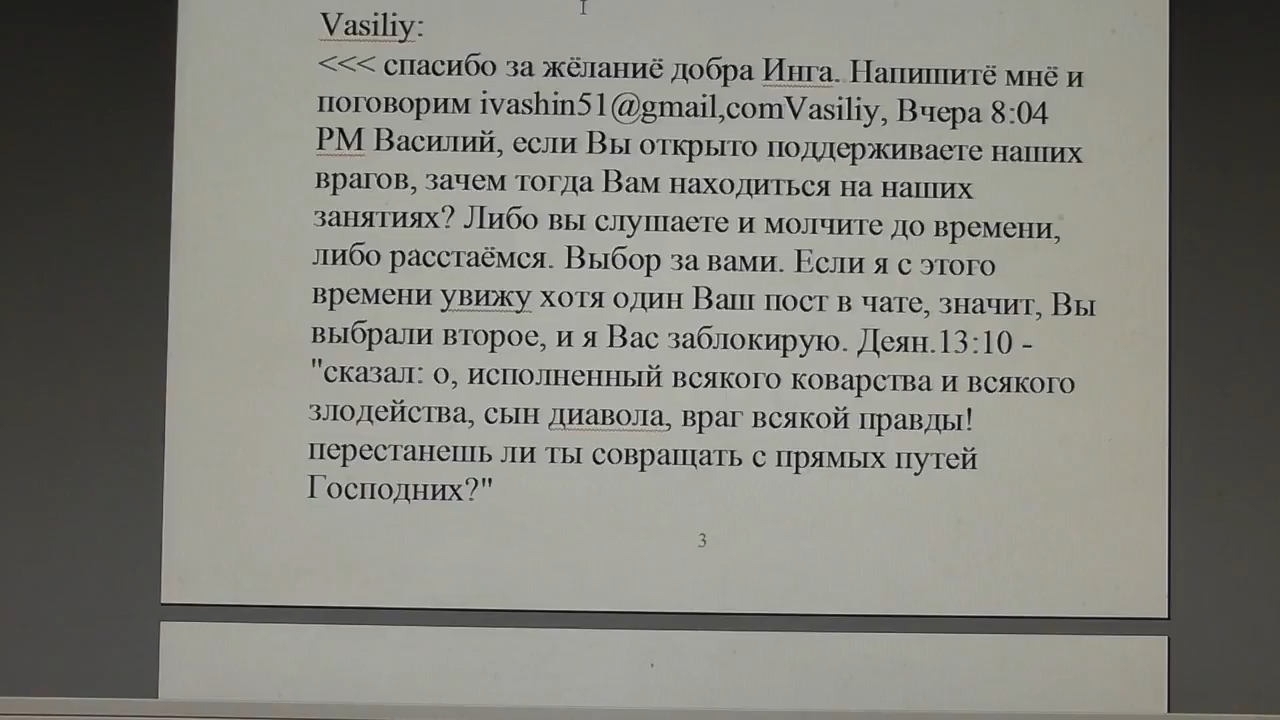 Vasiliy:
<<< спасибо за жёланиё добра Инга. Напишитё мнё и
поговорим ivashin51@gmail,comVasiliy, Вчера 8:04
PM Василий, если Вы открыто поддерживаете наших
врагов, зачем тогда Вам находиться на наших
занятиях? Либо вы слушаете и молчите до времени,
либо расстаёмся. Выбор за вами. Если я с этого
времени увижу хотя один Ваш пост в чате, значит, Вы
выбрали второе, и я Вас заблокирую. Деян.13:10 -
"сказал: о, исполненный всякого коварства и всякого
злодейства, сын диавола, враг всякой правды!
перестанешь ли ты совращать с прямых путей
Господних?"
3